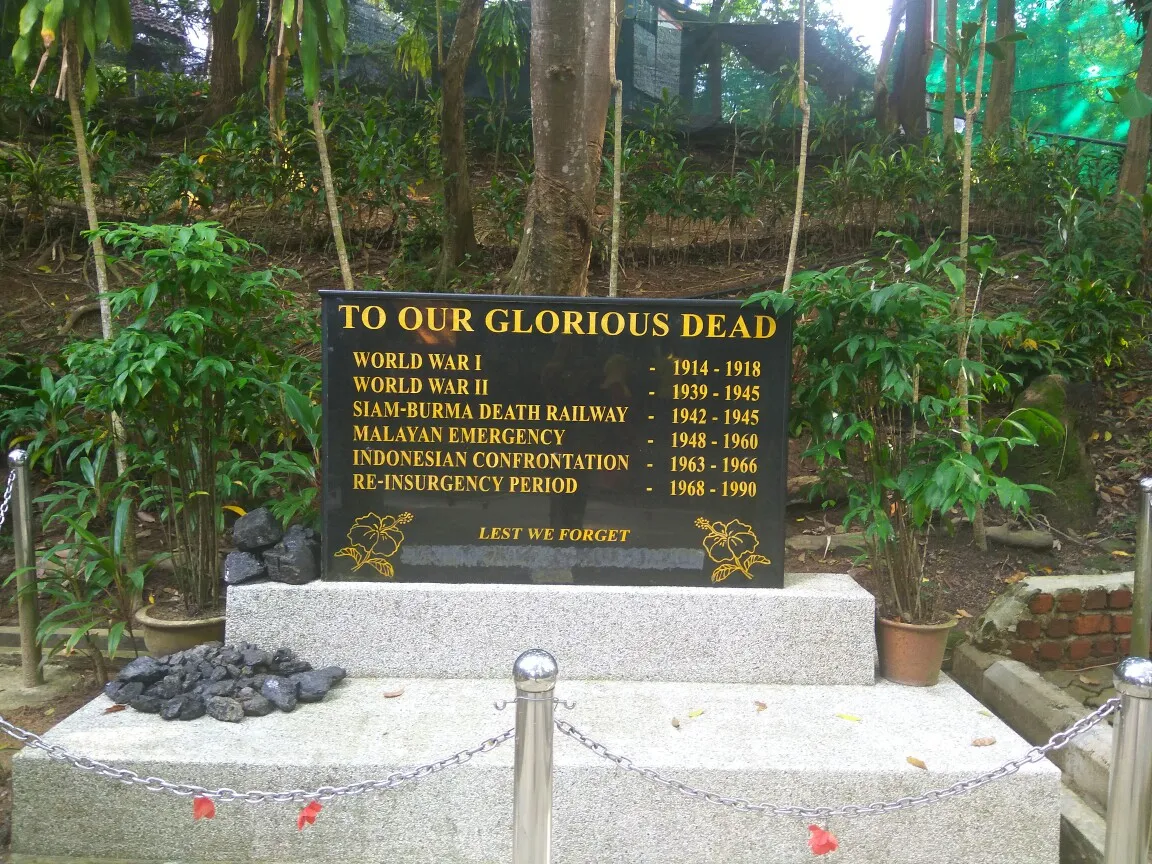 TO OUR GLORIOUS DEAD
WORLD WAR I - 1914 - 1918
WORLD WAR II - 1939 - 1945
SIAM-BURMA DEATH RAILWAY - 1942 - 1945
MALAYAN EMERGENCY - 1948 - 1960
INDONESIAN CONFRONTATION - 1963 - 1966
RE-INSURGENCY PERIOD - 1968 - 1990
LEST WE FORGET